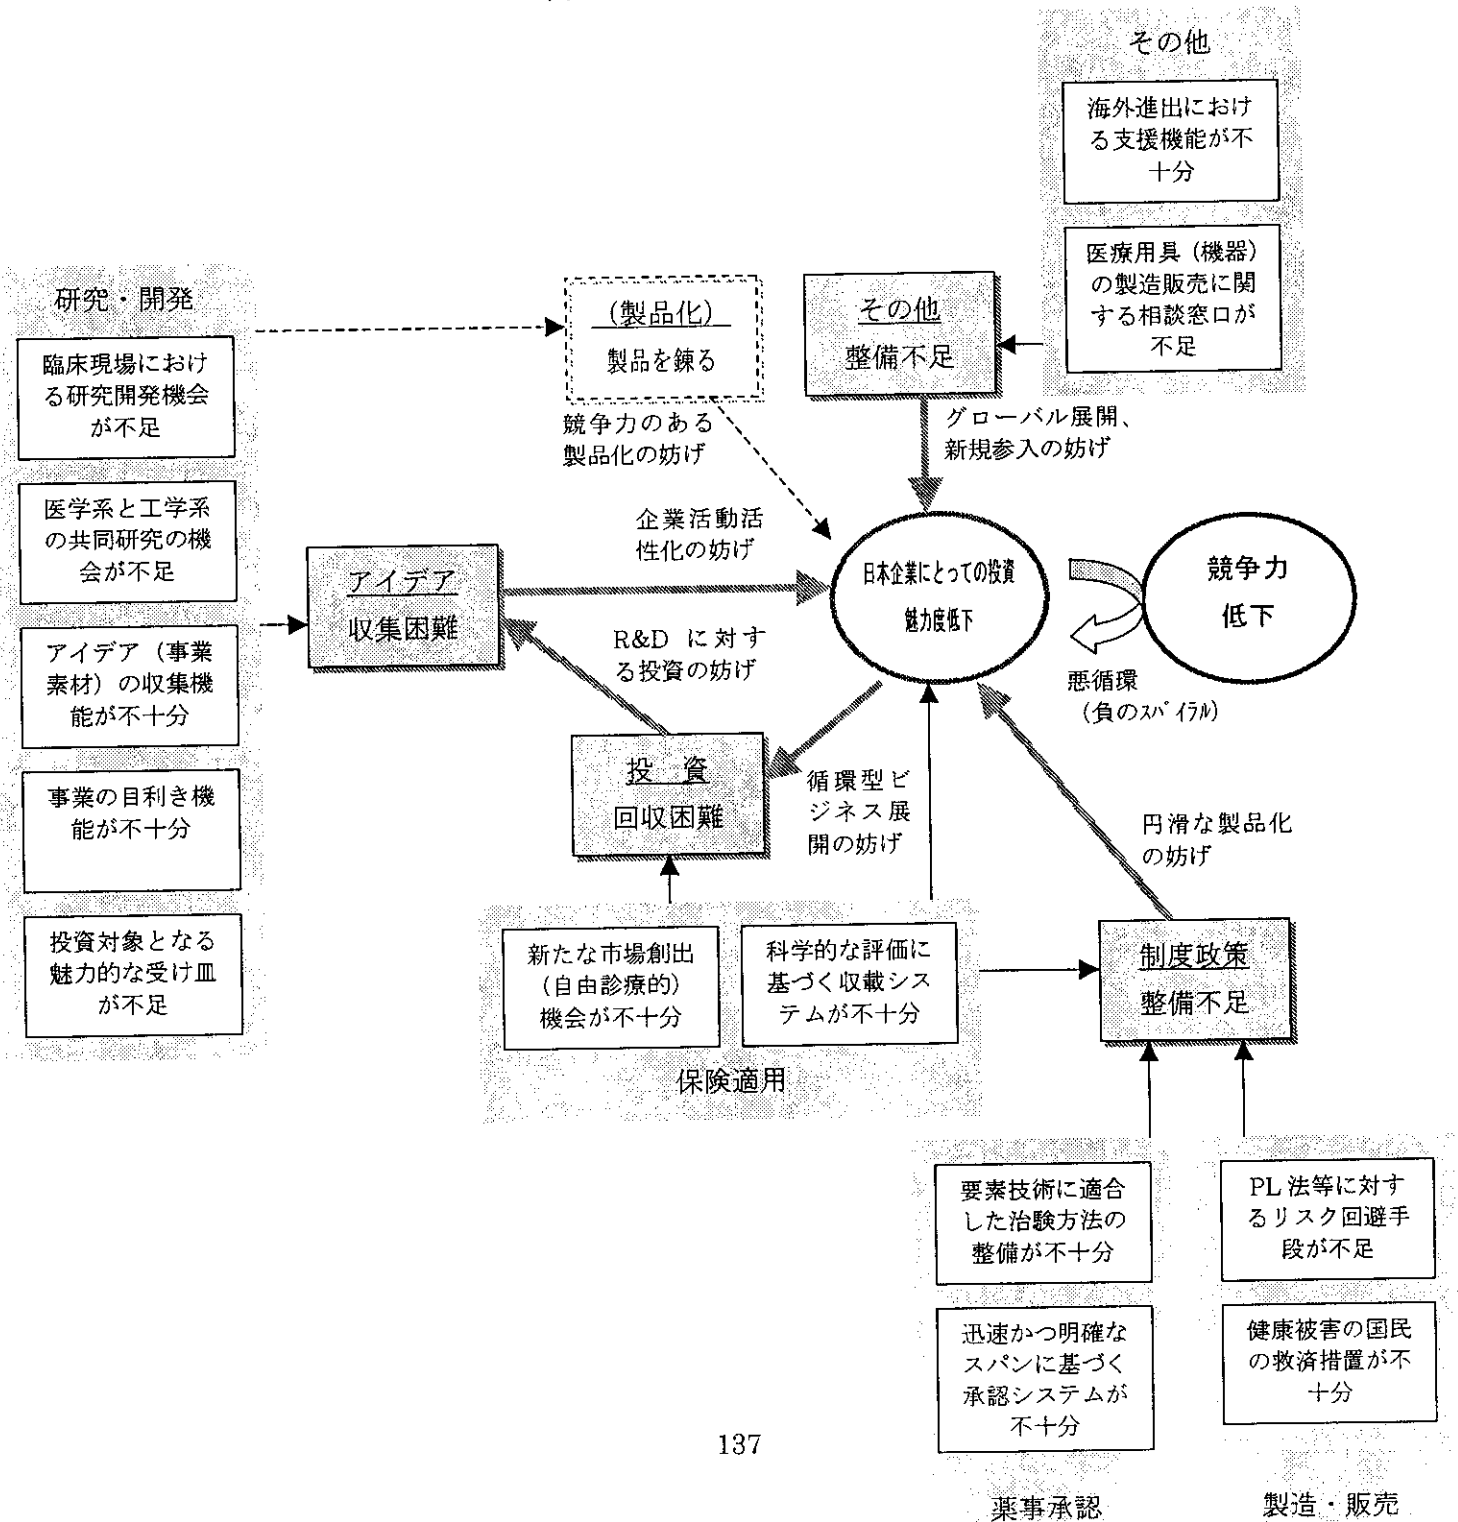 その他
海外進出におけ
る支援機能が不
十分
医療用具（機器）
の製造販売に関
する相談窓口が
不足
研究・開発
臨床現場におけ
る研究開発機会
が不足
医学系と工学系
の共同研究の機
会が不足
アイデア（事業
素材）の収集機
能が不十分
事業の目利き機
能が不十分
投資対象となる
魅力的な受け皿
が不足
（製品化）
製品を錬る
競争力のある
製品化の妨げ
その他
整備不足
グローバル展開、
新規参入の妨げ
企業活動活
性化の妨げ
アイデア
収集困難
R&D に対す
る投資の妨げ
日本企業にとっての投資
魅力度低下
競争力
低下
悪循環
（負のｽﾊﾟｲﾗﾙ）
投　資
回収困難
循環型ビ
ジネス展
開の妨げ
円滑な製品化
の妨げ
新たな市場創出
（自由診療的）
機会が不十分
科学的な評価に
基づく収載シス
テムが不十分
保険適用
制度政策
整備不足
要素技術に適合
した治験方法の
整備が不十分
迅速かつ明確な
スパンに基づく
承認システムが
不十分
薬事承認
PL 法等に対す
るリスク回避手
段が不足
健康被害の国民
の救済措置が不
十分
製造・販売
137